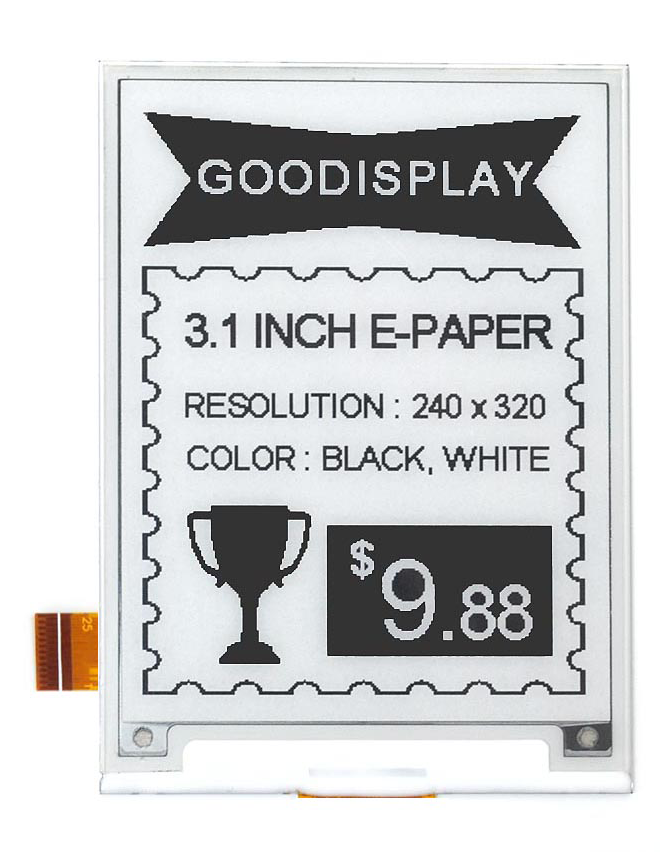 GOODISPLAY
3.1 INCH E-PAPER
RESOLUTION : 240 x 320
COLOR : BLACK, WHITE
$9.88
25